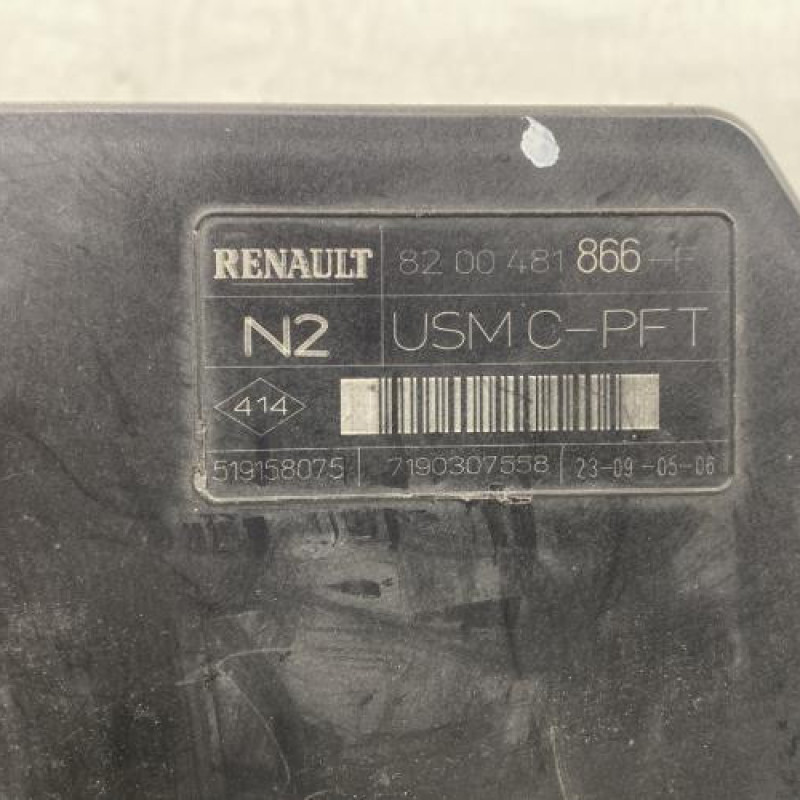 RENAULT 82 00 481 866-F
N2 USM C-PFT
414
519158075 7190307558 23-09-05-06